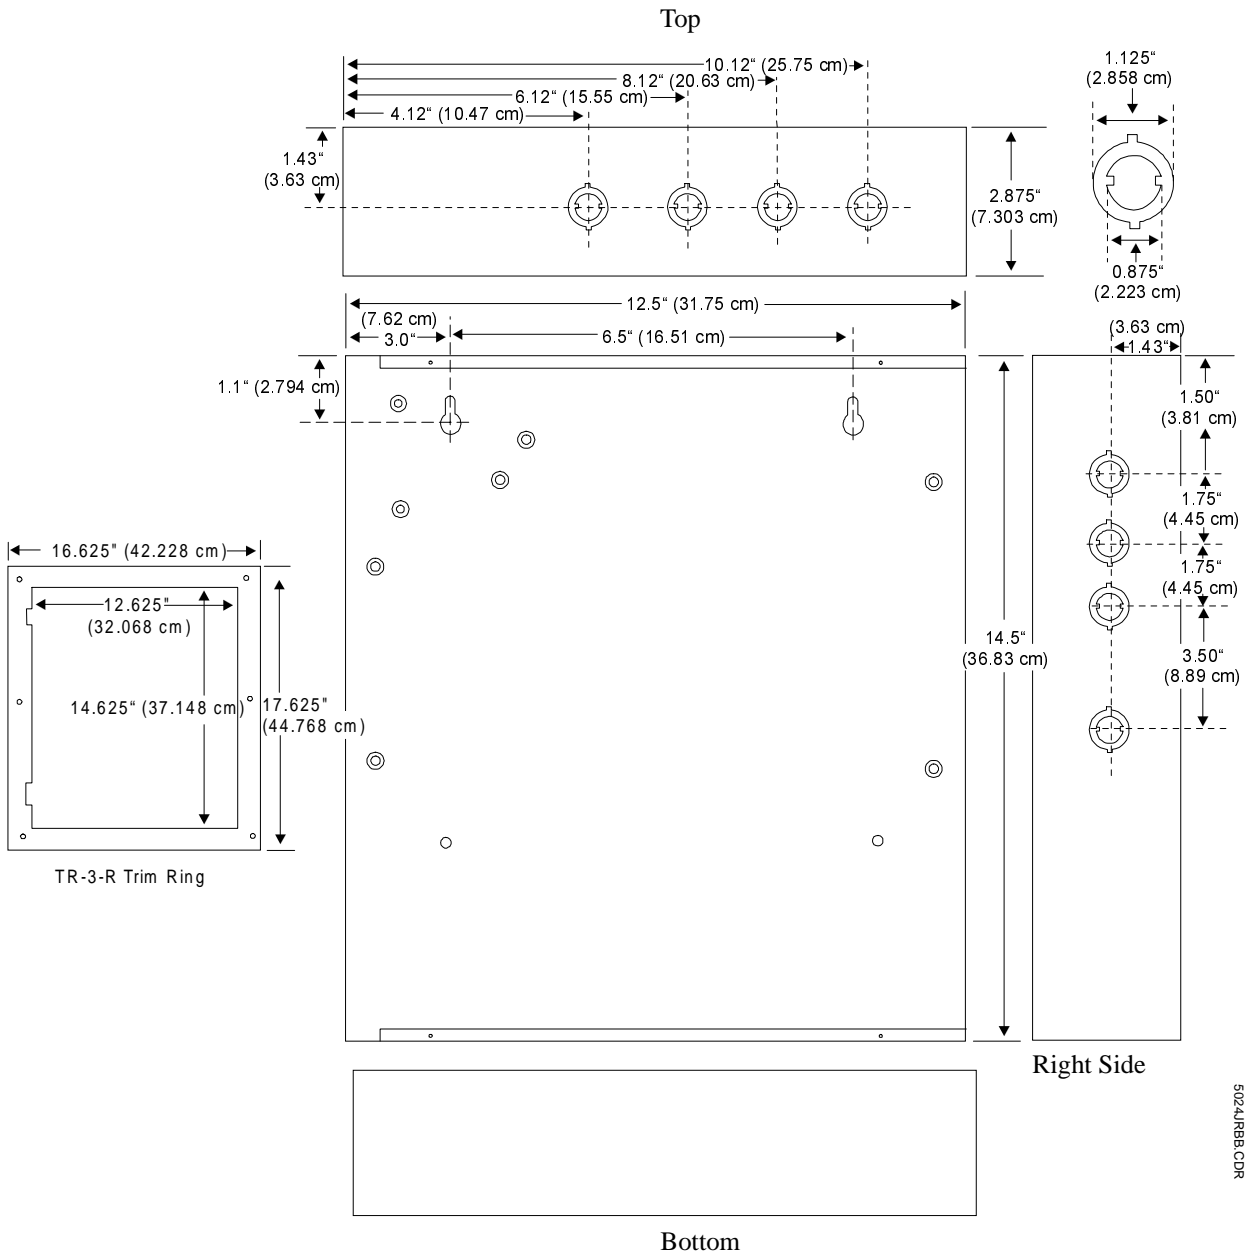 Top
10.12“ (25.75 cm)
8.12“ (20.63 cm)
6.12“ (15.55 cm)
4.12“ (10.47 cm)
1.43“
(3.63 cm)
2.875“
(7.303 cm)
1.125“
(2.858 cm)
0.875“
(2.223 cm)
12.5“ (31.75 cm)
(7.62 cm)
3.0“
6.5“ (16.51 cm)
1.1“ (2.794 cm)
(3.63 cm)
1.43“
1.50“
(3.81 cm)
1.75“
(4.45 cm)
1.75“
(4.45 cm)
3.50“
(8.89 cm)
14.5“
(36.83 cm)
16.625" (42.228 cm)
12.625"
(32.068 cm)
14.625“ (37.148 cm)
17.625"
(44.768 cm)
TR-3-R Trim Ring
Right Side
5024JRBB.CDR
Bottom